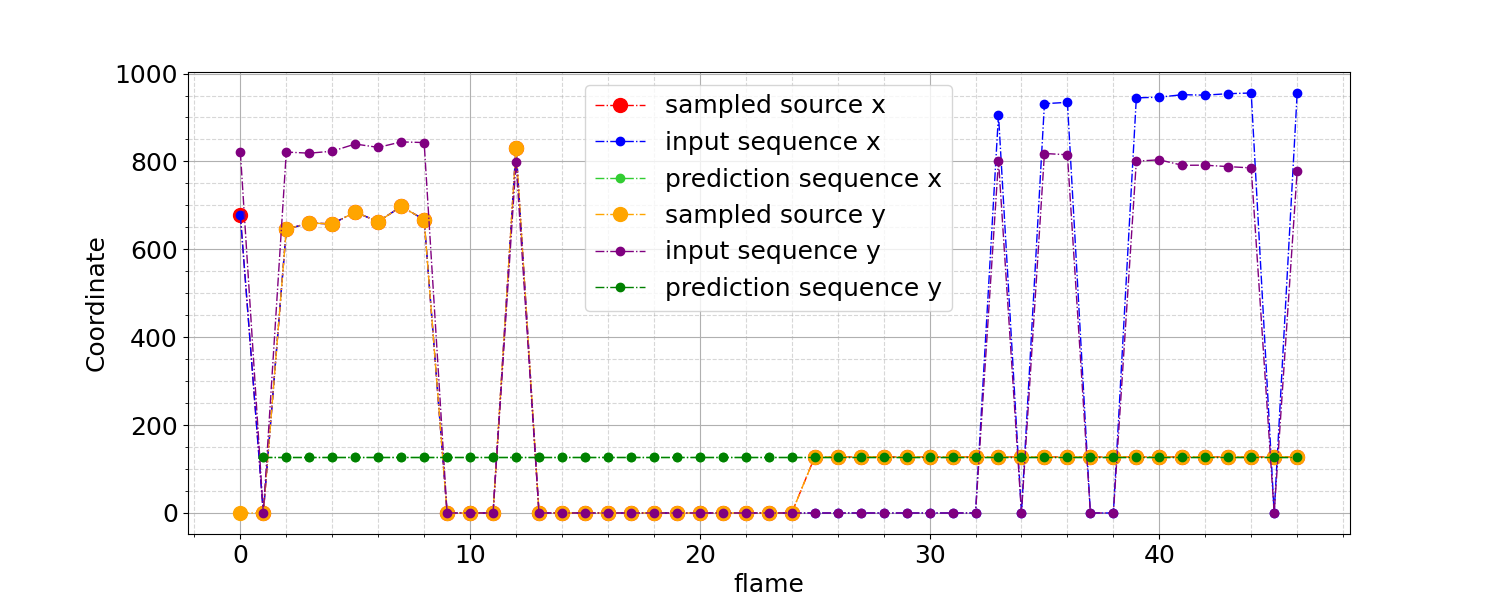 1000
800
600
400
200
0
Coordinate
sampled source x
input sequence x
prediction sequence x
sampled source y
input sequence y
prediction sequence y
0 10 20 30 40
flame